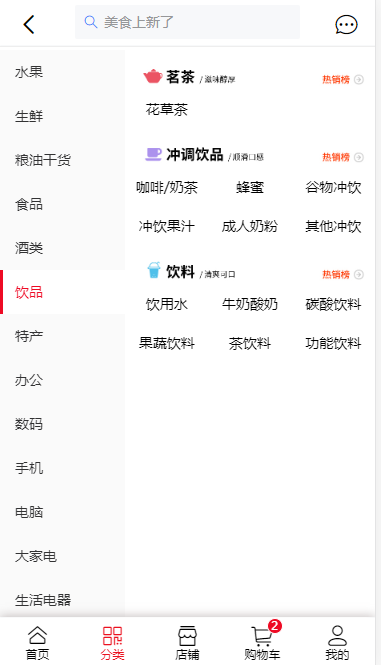 美食上新了
水果
生鲜
粮油干货
食品
酒类
饮品
特产
办公
数码
手机
电脑
大家电
生活电器
茗茶 / 滋味醇厚 热销榜
花草茶
冲调饮品 / 顺滑口感 热销榜
咖啡/奶茶 蜂蜜 谷物冲饮
冲饮果汁 成人奶粉 其他冲饮
饮料 / 清爽可口 热销榜
饮用水 牛奶酸奶 碳酸饮料
果蔬饮料 茶饮料 功能饮料
2
首页 分类 店铺 购物车 我的